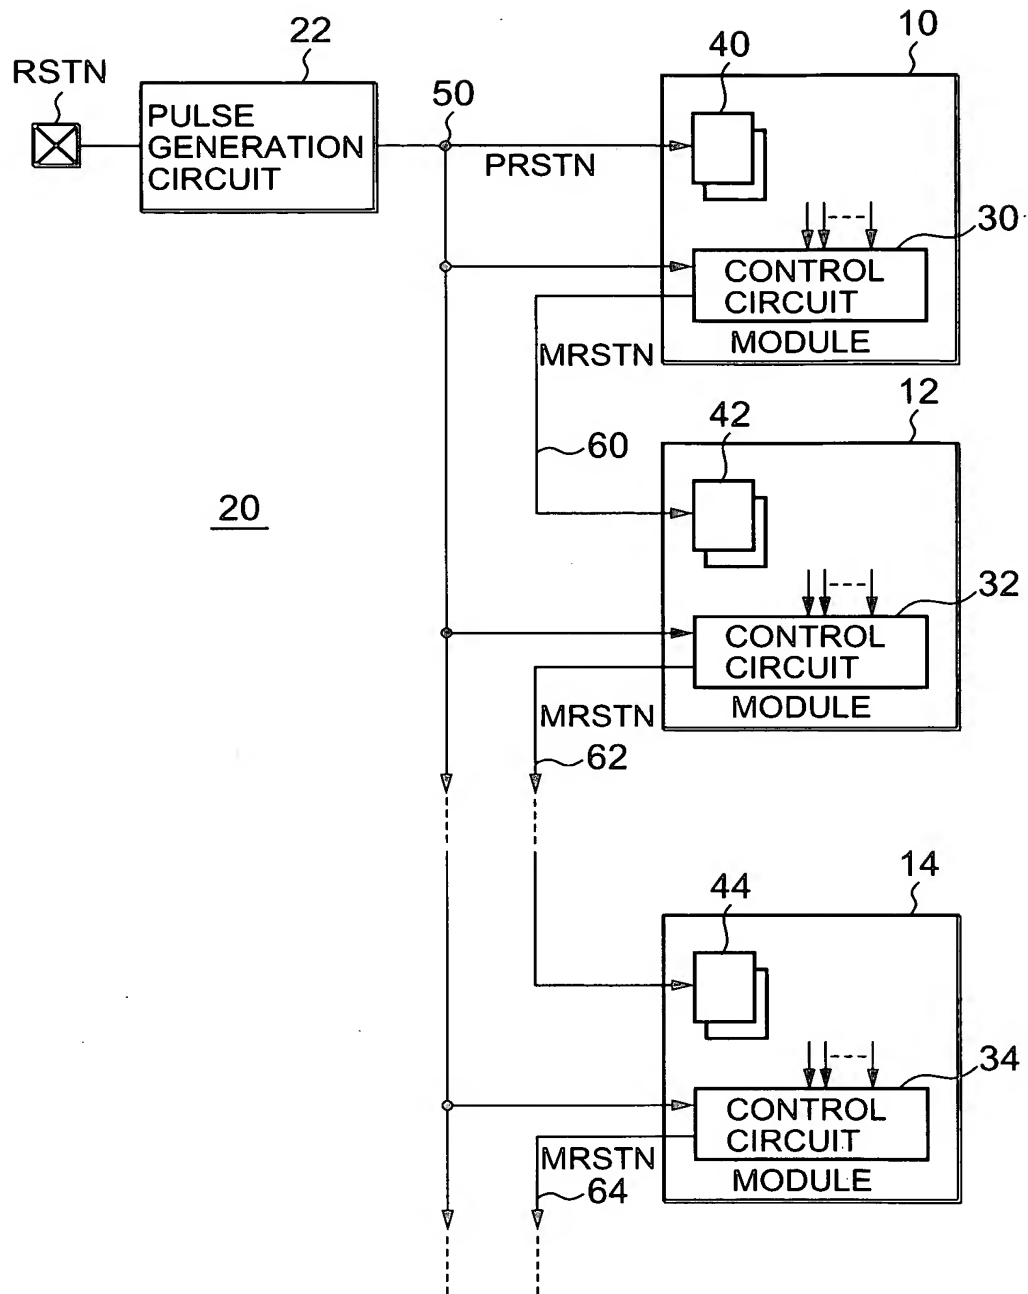 22
10
RSTN
40
PULSE
GENERATION
CIRCUIT
50
PRSTN
30
CONTROL
CIRCUIT
MODULE
MRSTN
12
42
60
20
32
CONTROL
CIRCUIT
MODULE
MRSTN
62
14
44
34
CONTROL
CIRCUIT
MODULE
MRSTN
64